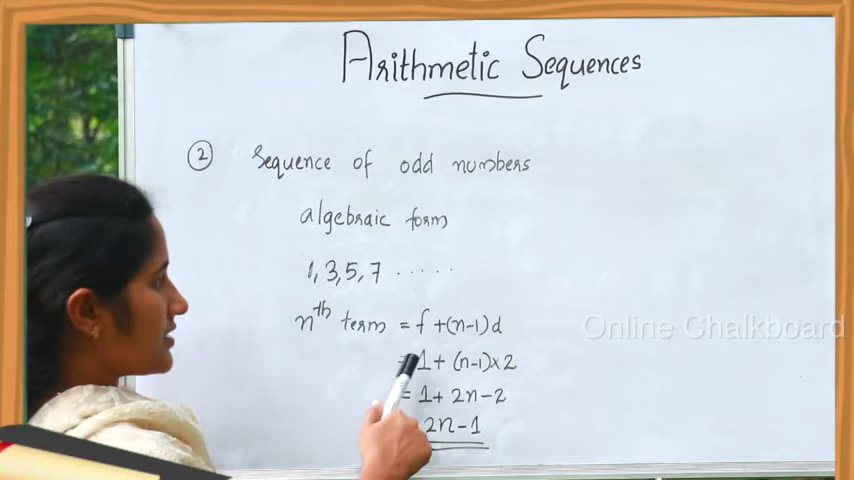 Arithmetic Sequences
② Sequence of odd numbers
algebraic form
1, 3, 5, 7 ......
nth term = f + (n-1) d
= 1 + (n-1) x 2
= 1 + 2n - 2
2n - 1
Online Chalkboard